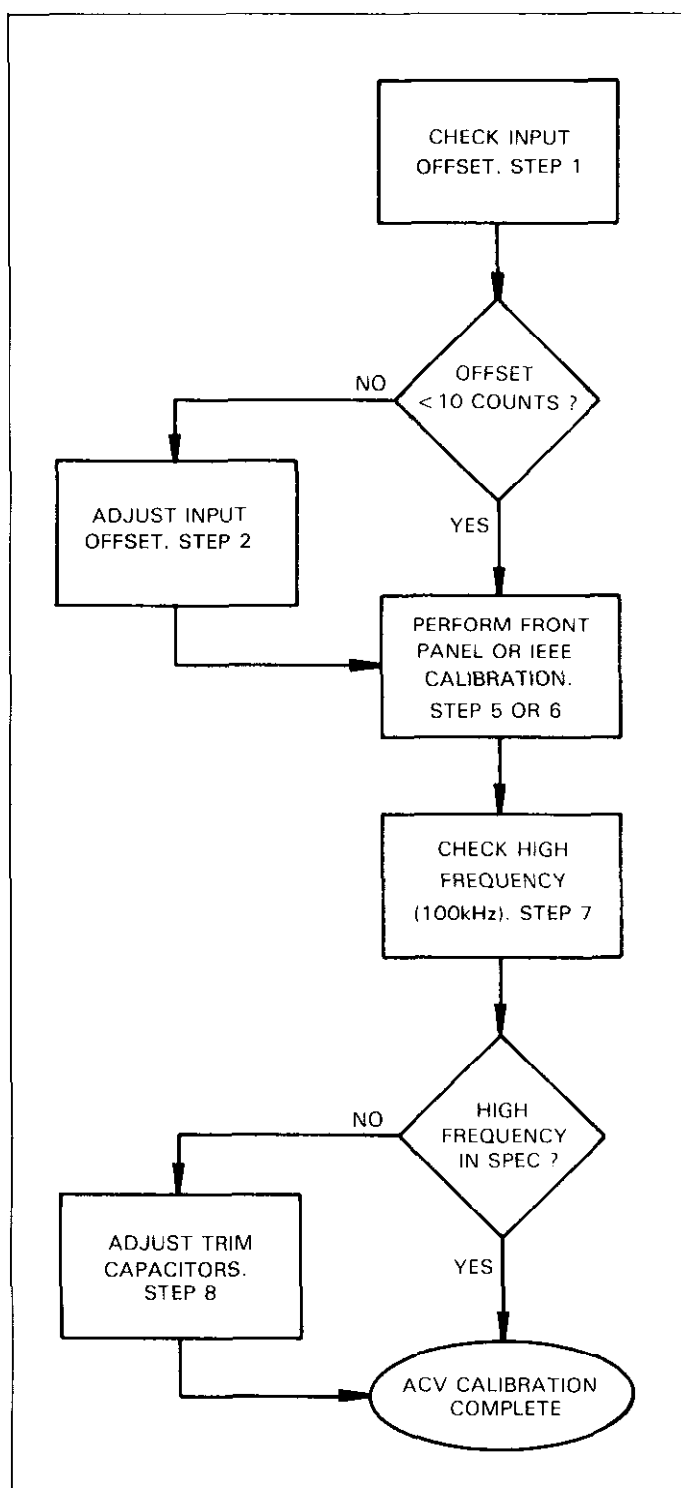 CHECK INPUT
OFFSET. STEP 1
OFFSET
< 10 COUNTS ?
NO
ADJUST INPUT
OFFSET. STEP 2
YES
PERFORM FRONT
PANEL OR IEEE
CALIBRATION.
STEP 5 OR 6
CHECK HIGH
FREQUENCY
(100kHz). STEP 7
HIGH
FREQUENCY
IN SPEC ?
NO
ADJUST TRIM
CAPACITORS.
STEP 8
YES
ACV CALIBRATION
COMPLETE